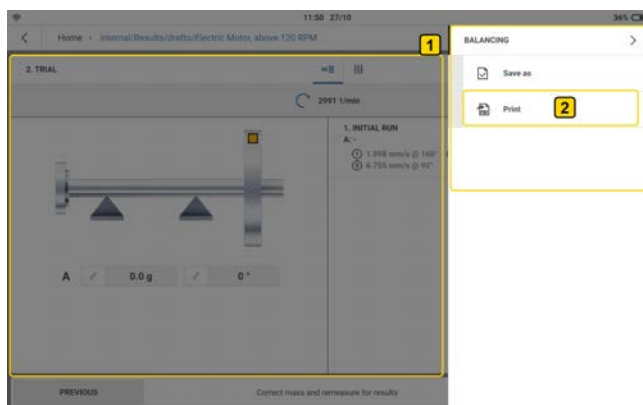 11:50 27/10
36%
Home • Internal/Results/drafts/Electric Motor, above 120 RPM
1
BALANCING
2. TRIAL
Save as
2991 1/min
Print
2
1. INITIAL RUN
A: -
1 1.998 mm/s @ 166°
6.755 mm/s @ 92°
A
0.0 g
0 °
PREVIOUS
Correct mass and remeasure for results